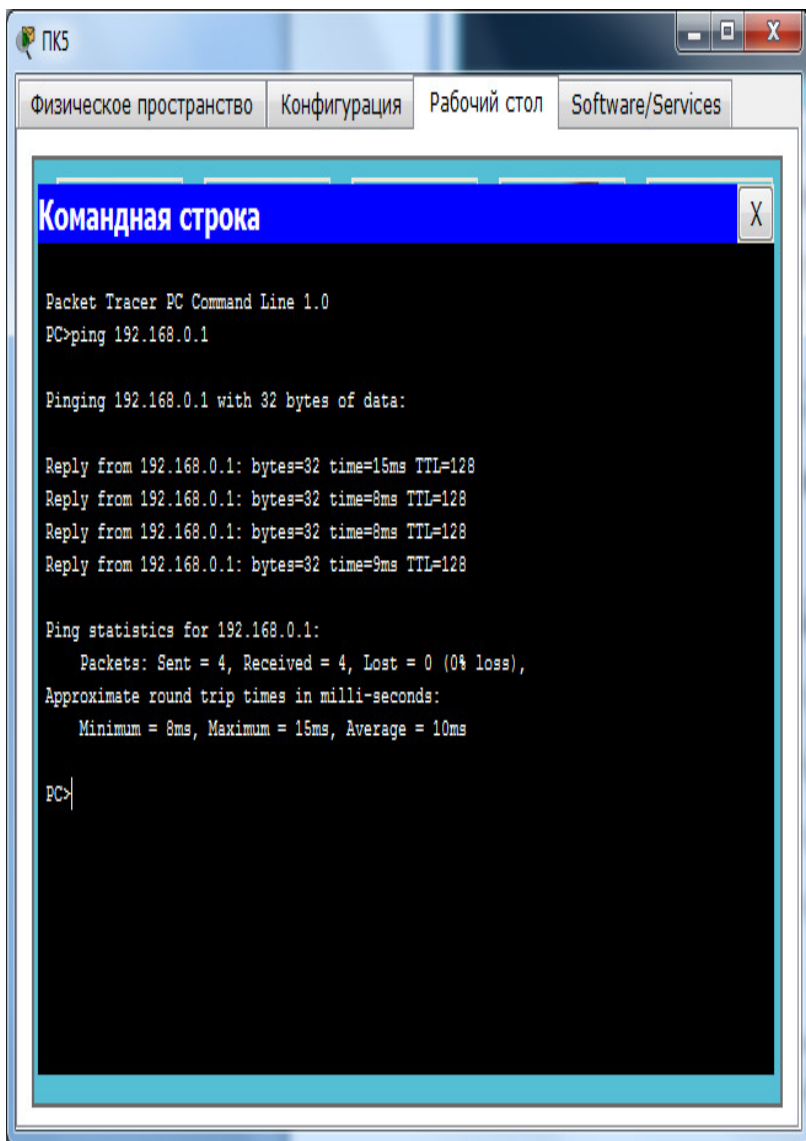 ПК5
X
Физическое пространство Конфигурация Рабочий стол Software/Services
Командная строка X
Packet Tracer PC Command Line 1.0
PC>ping 192.168.0.1
Pinging 192.168.0.1 with 32 bytes of data:
Reply from 192.168.0.1: bytes=32 time=15ms TTL=128
Reply from 192.168.0.1: bytes=32 time=8ms TTL=128
Reply from 192.168.0.1: bytes=32 time=8ms TTL=128
Reply from 192.168.0.1: bytes=32 time=9ms TTL=128
Ping statistics for 192.168.0.1:
Packets: Sent = 4, Received = 4, Lost = 0 (0% loss),
Approximate round trip times in milli-seconds:
Minimum = 8ms, Maximum = 15ms, Average = 10ms
PC>